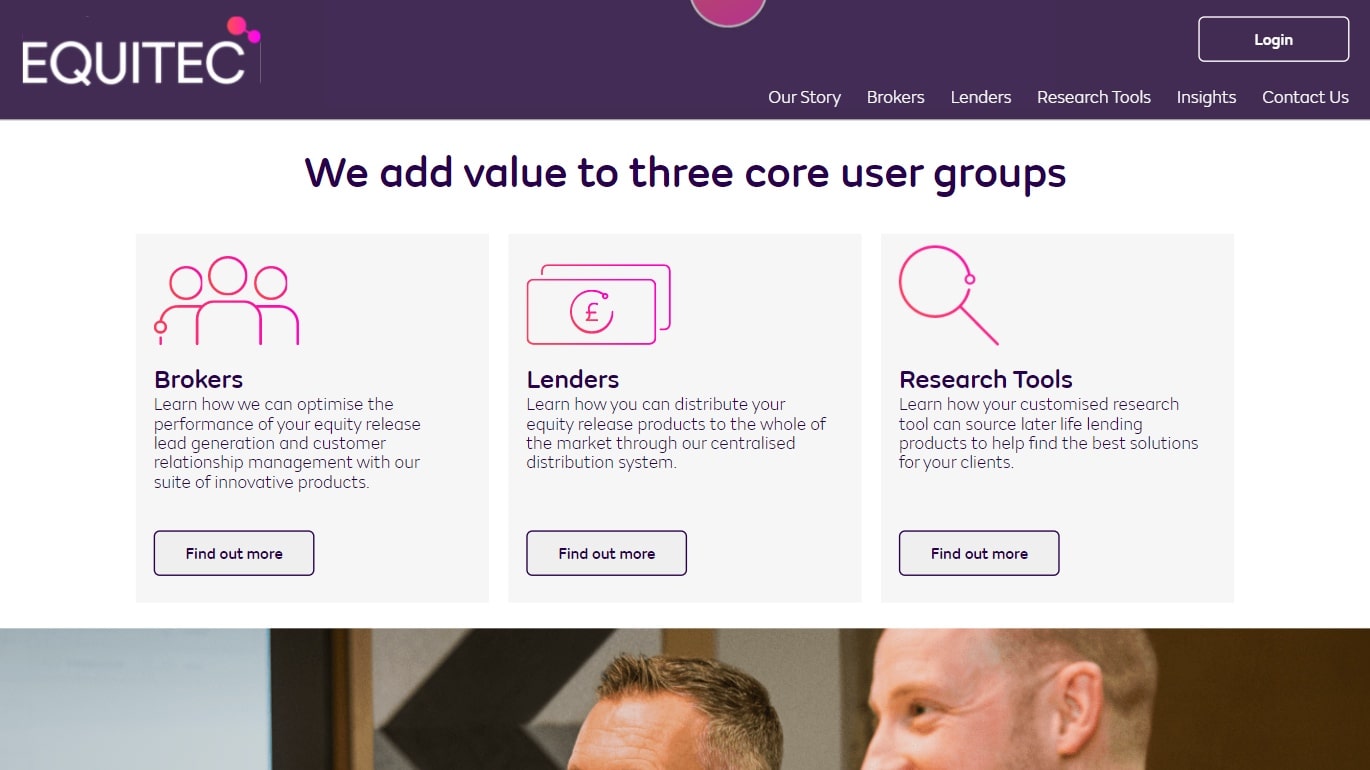 EQUITEC
Login
Our Story Brokers Lenders Research Tools Insights Contact Us
We add value to three core user groups
£
Brokers
Learn how we can optimise the
performance of your equity release
lead generation and customer
relationship management with our
suite of innovative products.
Find out more
Lenders
Learn how you can distribute your
equity release products to the whole of
the market through our centralised
distribution system.
Find out more
Research Tools
Learn how your customised research
tool can source later life lending
products to help find the best solutions
for your clients.
Find out more